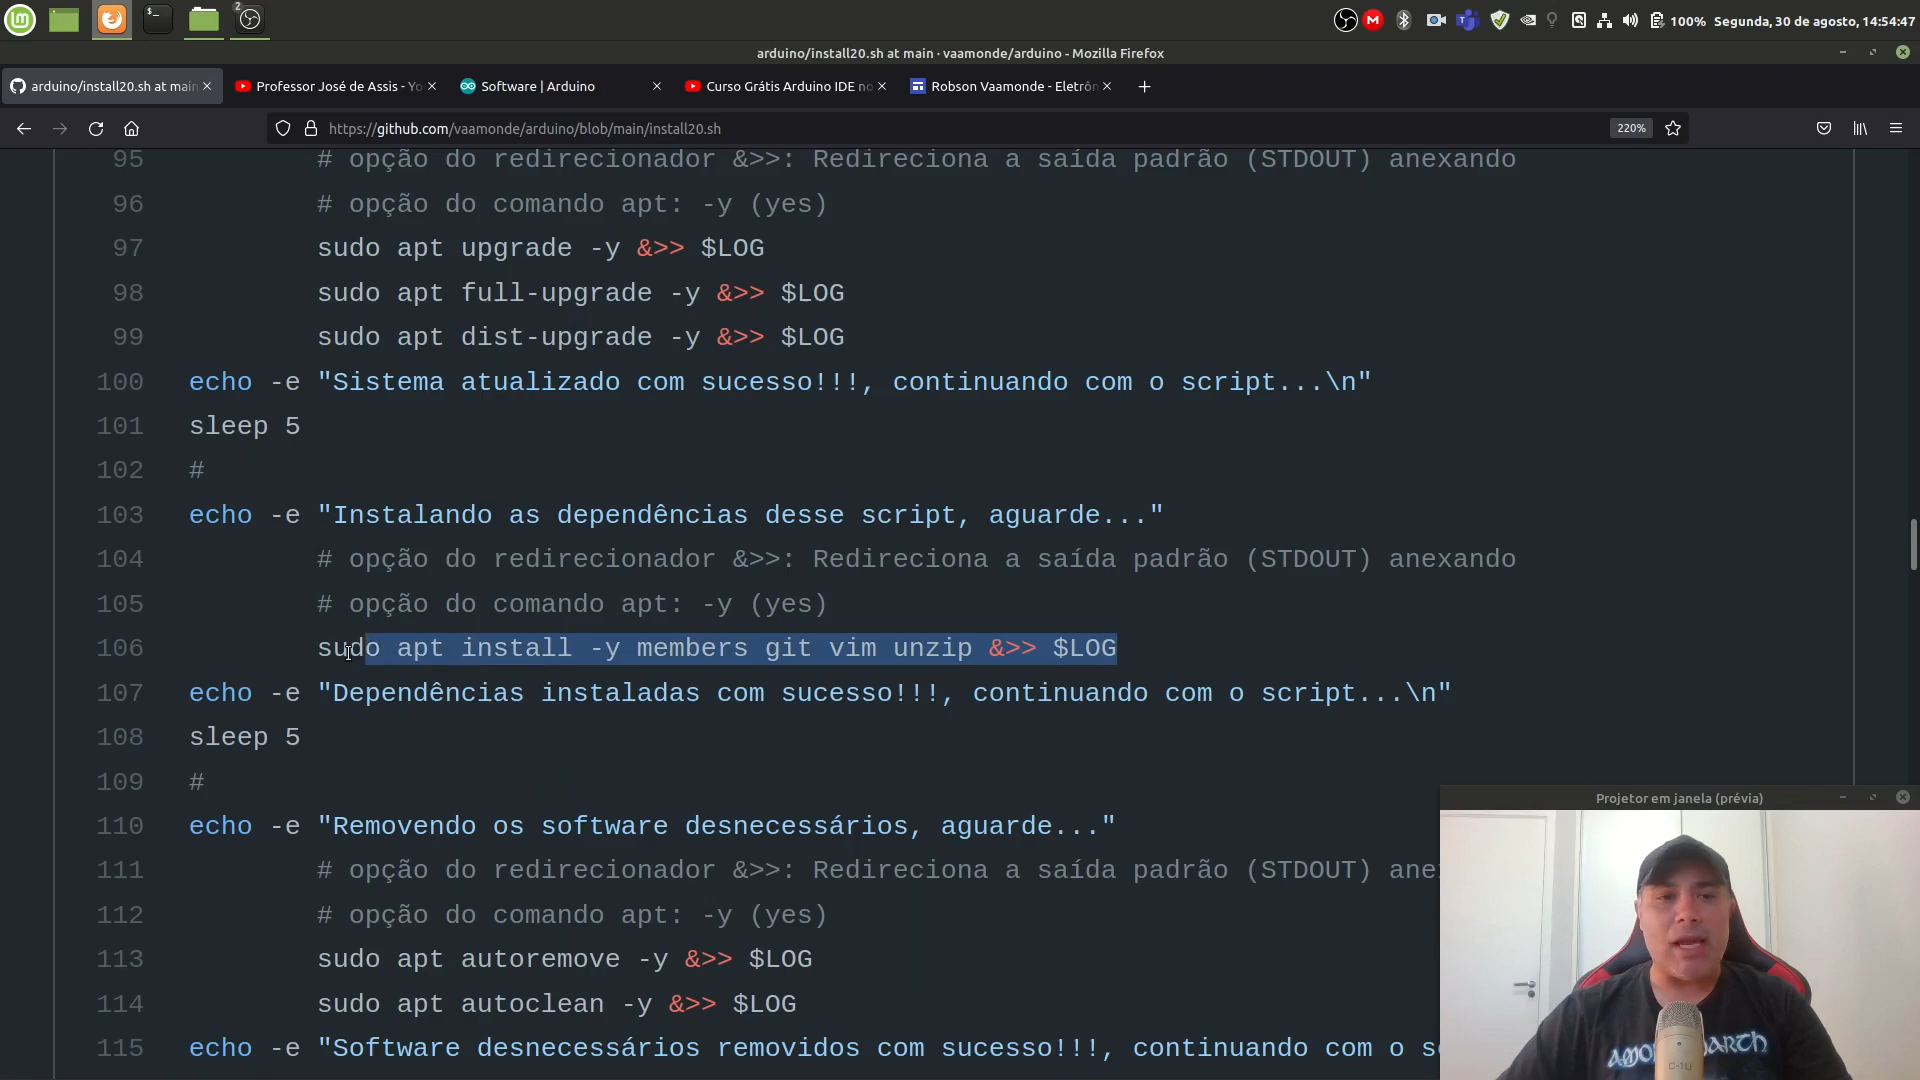 2
100%
Segunda, 30 de agosto, 14:54:47
arduino/install20.sh at main · vaamonde/arduino - Mozilla Firefox
arduino/install20.sh at main
Professor José de Assis - Yo
Software | Arduino
Curso Grátis Arduino IDE no
Robson Vaamonde - Eletrôn
https://github.com/vaamonde/arduino/blob/main/install20.sh
220%
95 # opção do redirecionador &>>: Redireciona a saída padrão (STDOUT) anexando
96 # opção do comando apt: -y (yes)
97 sudo apt upgrade -y &>> $LOG
98 sudo apt full-upgrade -y &>> $LOG
99 sudo apt dist-upgrade -y &>> $LOG
100 echo -e "Sistema atualizado com sucesso!!!, continuando com o script...\n"
101 sleep 5
102 #
103 echo -e "Instalando as dependências desse script, aguarde..."
104 # opção do redirecionador &>>: Redireciona a saída padrão (STDOUT) anexando
105 # opção do comando apt: -y (yes)
106 sudo apt install -y members git vim unzip &>> $LOG
107 echo -e "Dependências instaladas com sucesso!!!, continuando com o script...\n"
108 sleep 5
109 #
110 echo -e "Removendo os software desnecessários, aguarde..."
111 # opção do redirecionador &>>: Redireciona a saída padrão (STDOUT) ane
112 # opção do comando apt: -y (yes)
113 sudo apt autoremove -y &>> $LOG
114 sudo apt autoclean -y &>> $LOG
115 echo -e "Software desnecessários removidos com sucesso!!!, continuando com o s
Projetor em janela (prévia)
C-1U